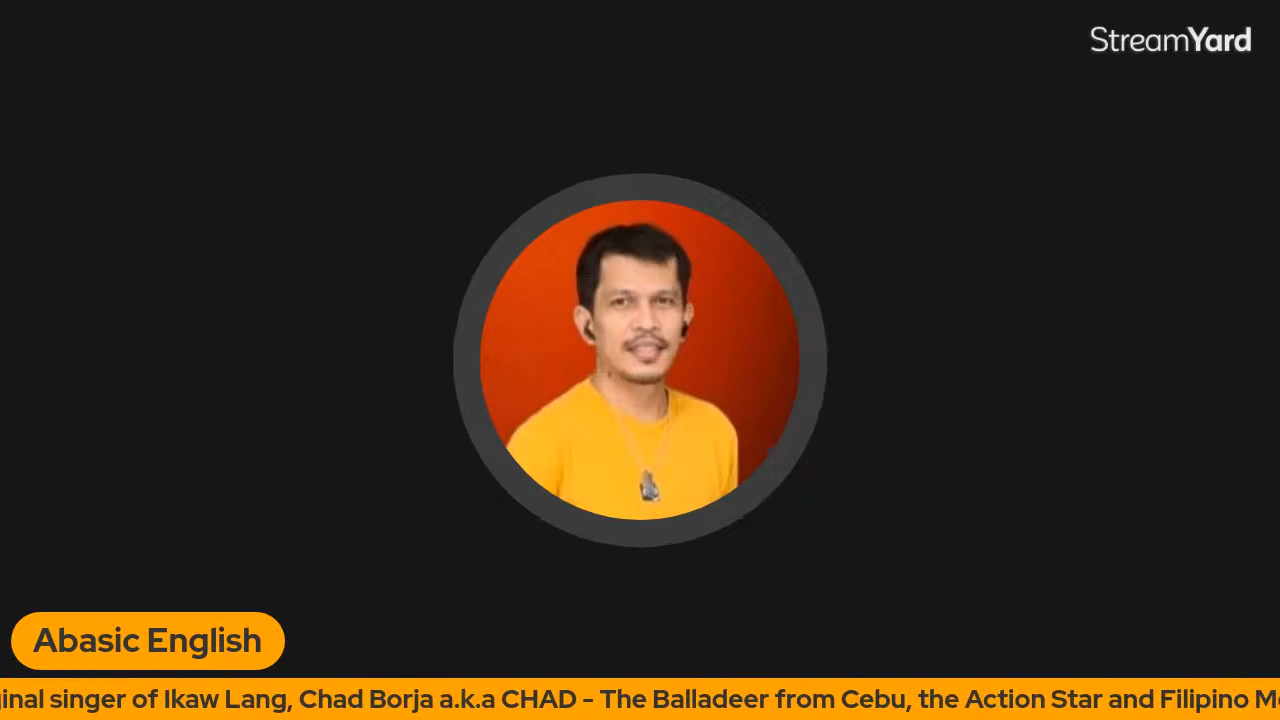 StreamYard
Abasic English
singer of Ikaw Lang, Chad Borja a.k.a CHAD - The Balladeer from Cebu, the Action Star and Filipino